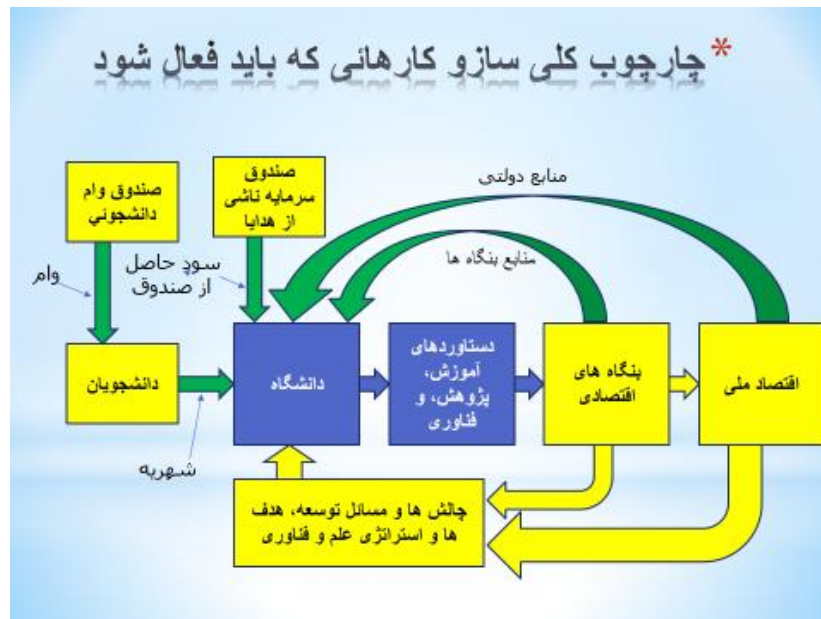 * چارچوب کلی سازو کارهائی که باید فعال شود
منابع دولتی
منابع بنگاه ها
صندوق
سرمایه ناشی
از هدایا
صندوق وام
دانشجوئی
سودِ حاصل
از صندوق
وام
اقتصاد ملی
بنگاه های
اقتصادی
دستاوردهای
آموزش،
پژوهش، و
فناوری
دانشگاه
دانشجویان
شهریه
چالش ها و مسائل توسعه، هدف
ها و استراتژی علم و فناوری